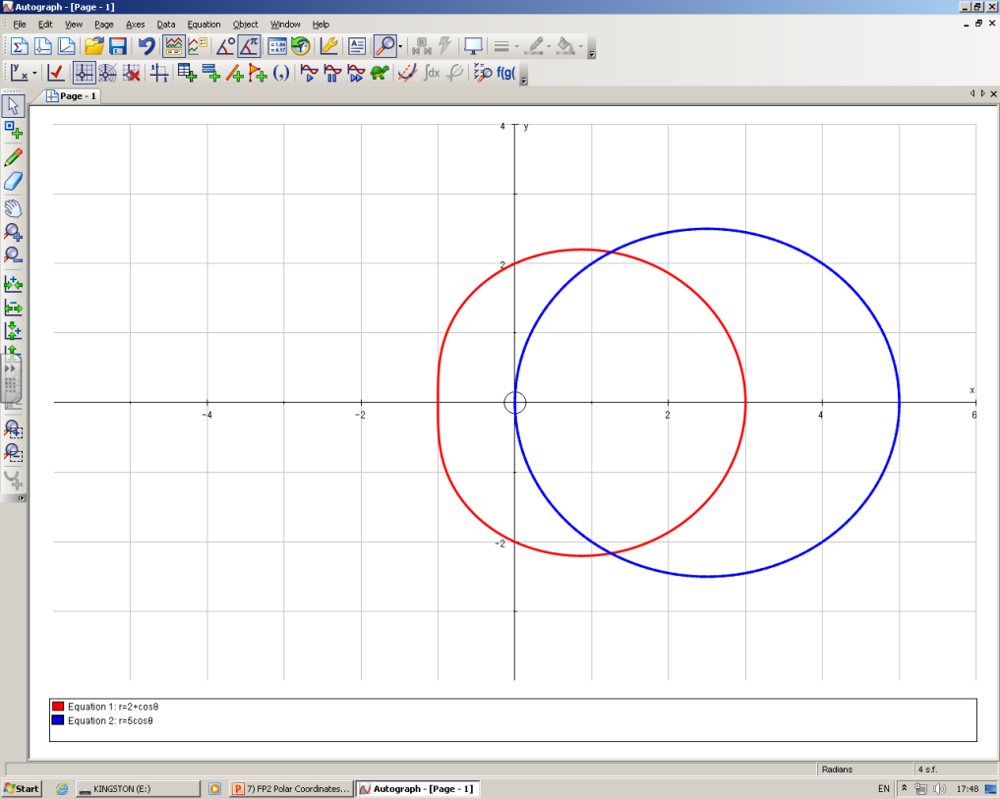 Autograph - [Page - 1]
File Edit View Page Axes Data Equation Object Window Help
Page - 1
4 y
2
x
-4 -2 2 4 6
-2
Equation 1: r=2+cosθ
Equation 2: r=5cosθ
Radians 4 s.f.
Start KINGSTON (E:) 7) FP2 Polar Coordinates... Autograph - [Page - 1] EN 17:48